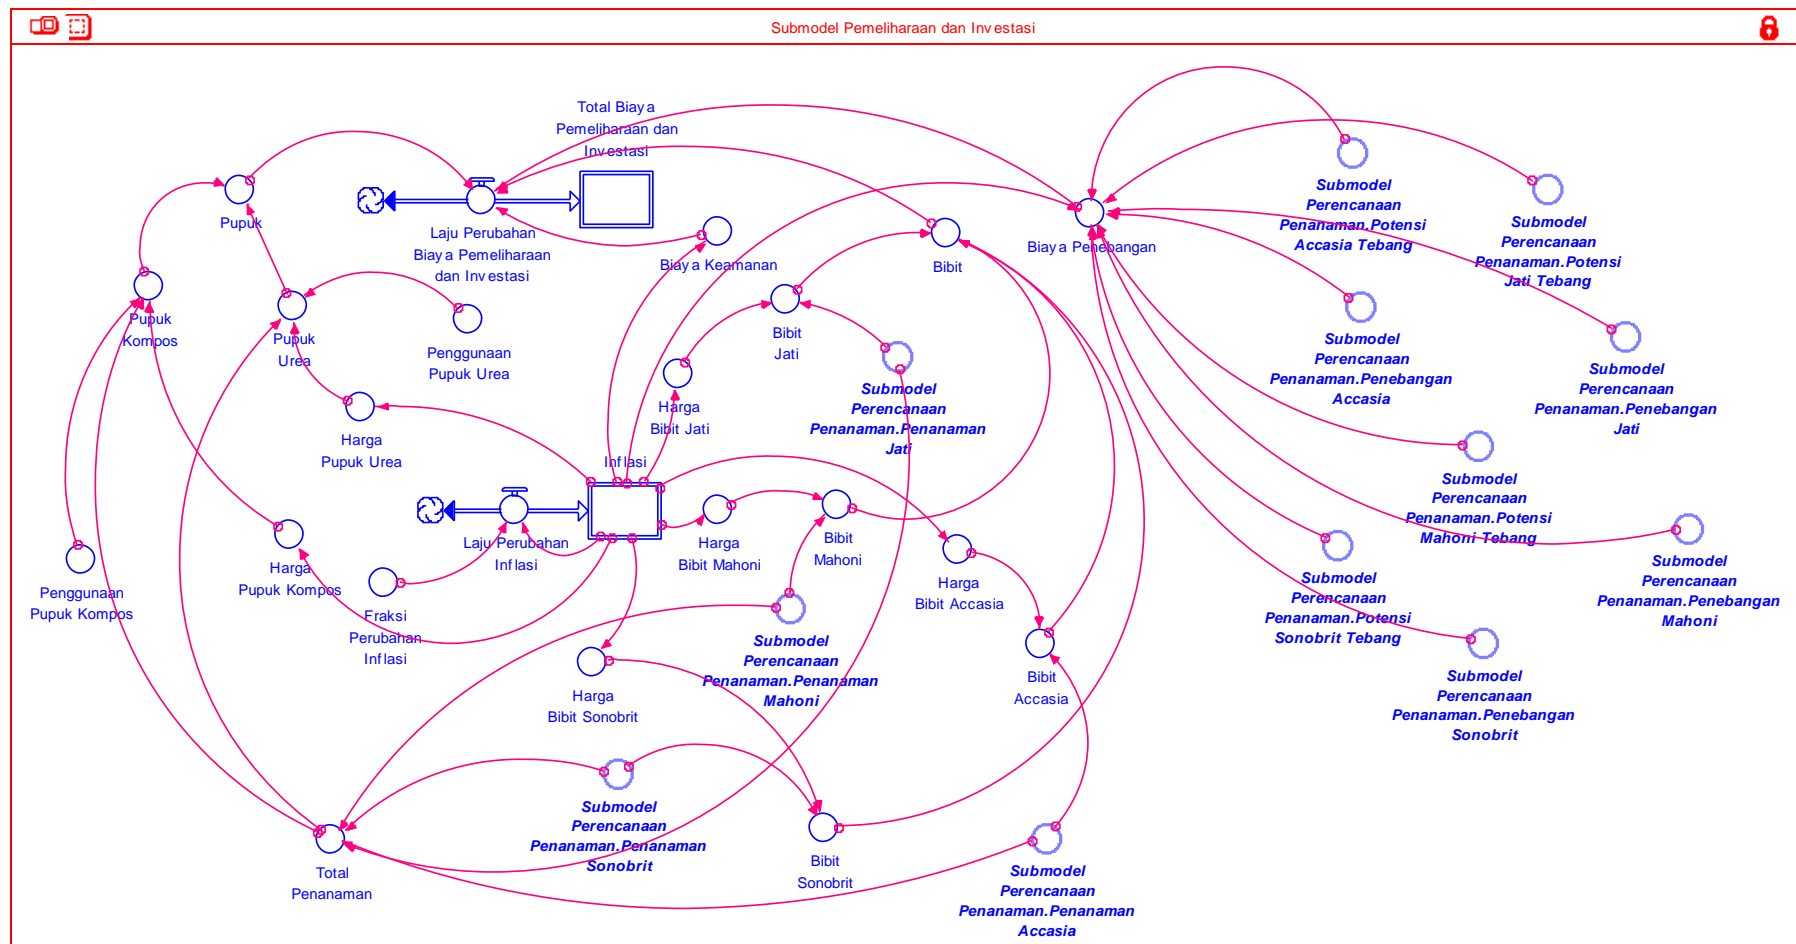 Submodel Pemeliharaan dan Investasi
Total Biaya
Pemeliharaan dan
Investasi
Pupuk
Laju Perubahan
Biaya Pemeliharaan
dan Investasi
Biaya Keamanan
Bibit
Biaya Penebangan
Submodel
Perencanaan
Penanaman.Potensi
Accasia Tebang
Submodel
Perencanaan
Penanaman.Potensi
Jati Tebang
Pupuk
Kompos
Pupuk
Urea
Penggunaan
Pupuk Urea
Bibit
Jati
Submodel
Perencanaan
Penanaman.Penebangan
Accasia
Submodel
Perencanaan
Penanaman.Penebangan
Jati
Harga
Bibit Jati
Submodel
Perencanaan
Penanaman.Penanaman
Jati
Harga
Pupuk Urea
Inflasi
Submodel
Perencanaan
Penanaman.Potensi
Mahoni Tebang
Laju Perubahan
Inflasi
Harga
Bibit Mahoni
Bibit
Mahoni
Harga
Bibit Accasia
Submodel
Perencanaan
Penanaman.Potensi
Sonobrit Tebang
Submodel
Perencanaan
Penanaman.Penebangan
Mahoni
Penggunaan
Pupuk Kompos
Harga
Pupuk Kompos
Fraksi
Perubahan
Inflasi
Submodel
Perencanaan
Penanaman.Penanaman
Mahoni
Bibit
Accasia
Submodel
Perencanaan
Penanaman.Penebangan
Sonobrit
Harga
Bibit Sonobrit
Submodel
Perencanaan
Penanaman.Penanaman
Sonobrit
Total
Penanaman
Bibit
Sonobrit
Submodel
Perencanaan
Penanaman.Penanaman
Accasia